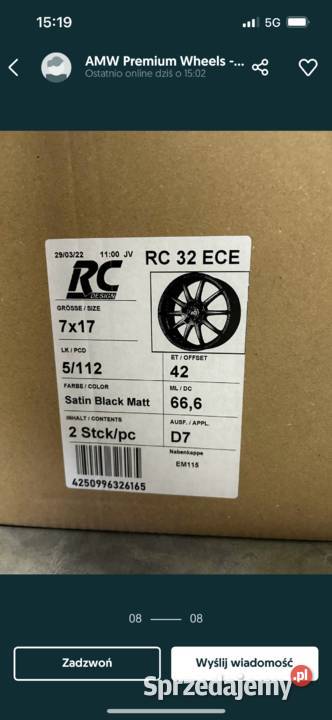 15:19
5G
AMW Premium Wheels -...
Ostatnio online dziś o 15:02
29/03/22 11:00 JV
RC 32 ECE
RC
DESIGN
GRÖSSE / SIZE
7x17
LK / PCD
5/112
ET / OFFSET
42
FARBE / COLOR
Satin Black Matt
ML / DC
66,6
INHALT / CONTENTS
2 Stck/pc
AUSF. / APPL.
D7
Nabenkappe
EM115
4250996326165
08 08
Zadzwoń
Wyślij wiadomość
Sprzedajemy.pl